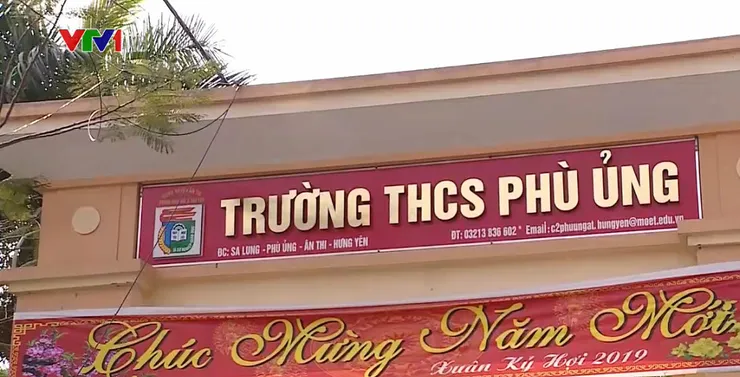 VTV1
TRƯỜNG THCS PHÙ ỦNG
ĐC: SA LUNG - PHÙ ỦNG - ÂN THI - HƯNG YÊN
ĐT: 03213 836 602 * Email: c2phuungat.hungyen@moet.edu.vn
Chúc Mừng Năm Mới
Xuân Kỷ Hợi 2019